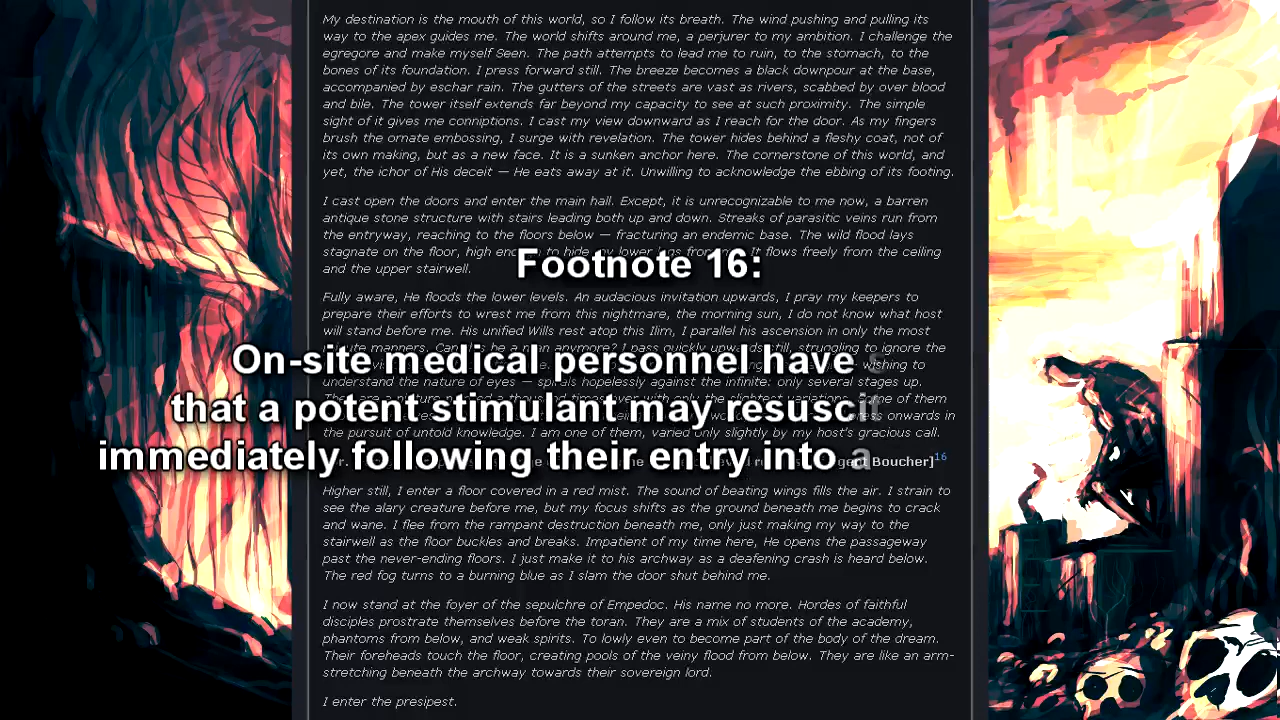 My destination is the mouth of this world, so I follow its breath. The wind pushing and pulling its
way to the apex guides me. The world shifts around me, a perjurer to my ambition. I challenge the
egregore and make myself Seen. The path attempts to lead me to ruin, to the stomach, to the
bones of its foundation. I press forward still. The breeze becomes a black downpour at the base,
accompanied by eschar rain. The gutters of the streets are vast as rivers, scabbed by over blood
and bile. The tower itself extends far beyond my capacity to see at such proximity. The simple
sight of it gives me conniptions. I cast my view downward as I reach for the door. As my fingers
brush the ornate embossing, I surge with revelation. The tower hides behind a fleshy coat, not of
its own making, but as a new face. It is a sunken anchor here. The cornerstone of this world, and
yet, the ichor of His deceit — He eats away at it. Unwilling to acknowledge the ebbing of its footing.
I cast open the doors and enter the main hall. Except, it is unrecognizable to me now, a barren
antique stone structure with stairs leading both up and down. Streaks of parasitic veins run from
the entryway, reaching to the floors below — fracturing an endemic base. The wild flood lays
stagnate on the floor, high to hide lower It flows freely from the ceiling
and the upper stairwell.
Footnote 16:
Fully aware, He floods the lower levels. An audacious invitation upwards, I pray my keepers to
prepare their efforts to wrest me from this nightmare, the morning sun, I do not know what host
will stand before me. His unified Wills rest atop this Ilim, I parallel his ascension in only the most
manners. be a man anymore? I pass quickly still, struggling to ignore the
On-site medical personnel have
wishing to
understand the nature of eyes — spirals hopelessly against the infinite: only several stages up.
that a potent stimulant may resuscit
of them
onwards in
the pursuit of untold knowledge. I am one of them, varied only slightly by my host's gracious call.
immediately following their entry into a
Boucher]16
Higher still, I enter a floor covered in a red mist. The sound of beating wings fills the air. I strain to
see the airy creature before me, but my focus shifts as the ground beneath me begins to crack
and wane. I flee from the rampant destruction beneath me, only just making my way to the
stairwell as the floor buckles and breaks. Impatient of my time here, He opens the passageway
past the never-ending floors. I just make it to his archway as a deafening crash is heard below.
The red fog turns to a burning blue as I slam the door shut behind me.
I now stand at the foyer of the sepulchre of Empedoc. His name no more. Hordes of faithful
disciples prostrate themselves before the toran. They are a mix of students of the academy,
phantoms from below, and weak spirits. To lowly even to become part of the body of the dream.
Their foreheads touch the floor, creating pools of the veiny flood from below. They are like an arm-
stretching beneath the archway towards their sovereign lord.
I enter the presipest.